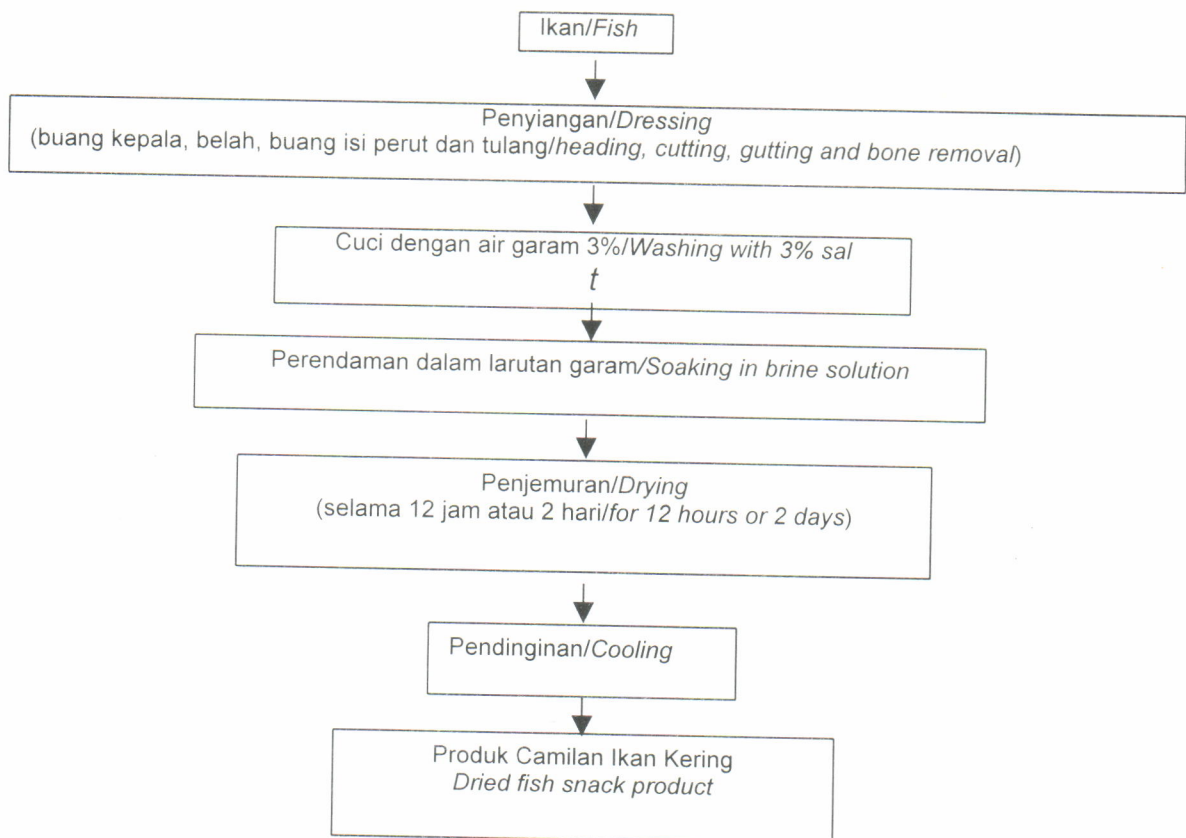 Ikan/Fish
Penyiangan/Dressing
(buang kepala, belah, buang isi perut dan tulang/heading, cutting, gutting and bone removal)
Cuci dengan air garam 3%/Washing with 3% sal
t
Perendaman dalam larutan garam/Soaking in brine solution
Penjemuran/Drying
(selama 12 jam atau 2 hari/for 12 hours or 2 days)
Pendinginan/Cooling
Produk Camilan Ikan Kering
Dried fish snack product